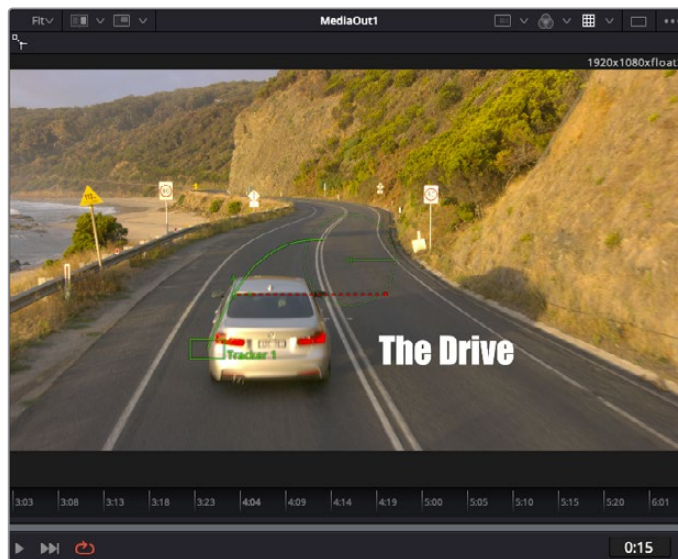 Fit
MediaOut1
1920x1080xfloat
Tracker 1
The Drive
3:03 3:08 3:13 3:18 3:23 4:04 4:09 4:14 4:19 5:00 5:05 5:10 5:15 5:20 6:01
0:15